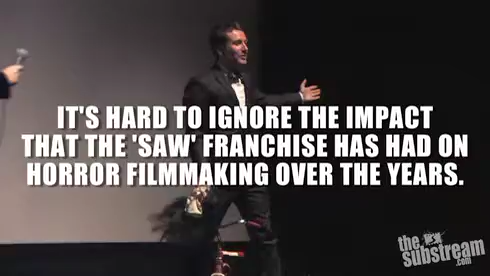 IT'S HARD TO IGNORE THE IMPACT
THAT THE 'SAW' FRANCHISE HAS HAD ON
HORROR FILMMAKING OVER THE YEARS.
the
substream
.com